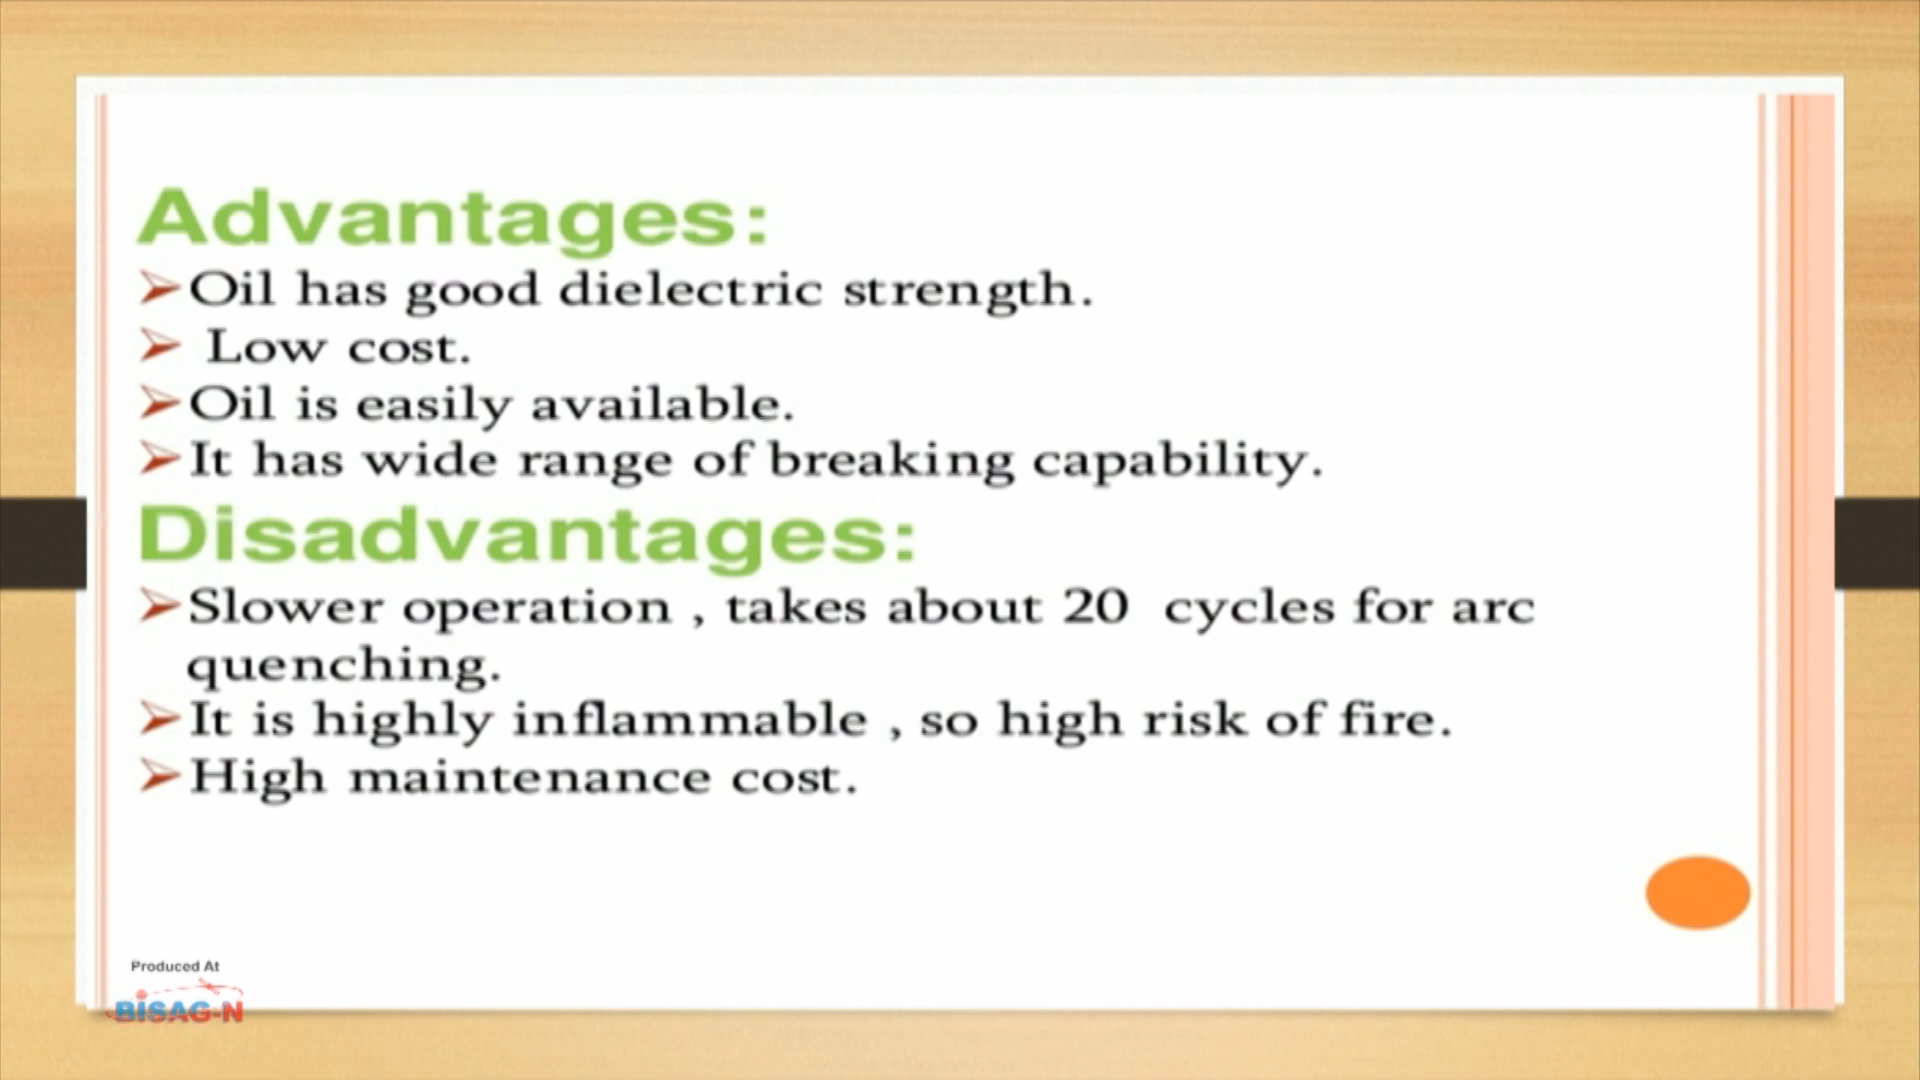 Advantages:
Oil has good dielectric strength.
Low cost.
Oil is easily available.
It has wide range of breaking capability.
Disadvantages:
Slower operation , takes about 20 cycles for arc
quenching.
It is highly inflammable , so high risk of fire.
High maintenance cost.
Produced At
BISAG-N